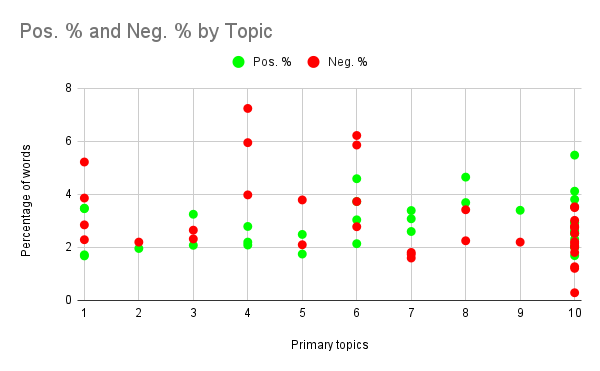 Pos. % and Neg. % by Topic
Pos. % Neg. %
8
6
4
2
0
Percentage of words
1 2 3 4 5 6 7 8 9 10
Primary topics